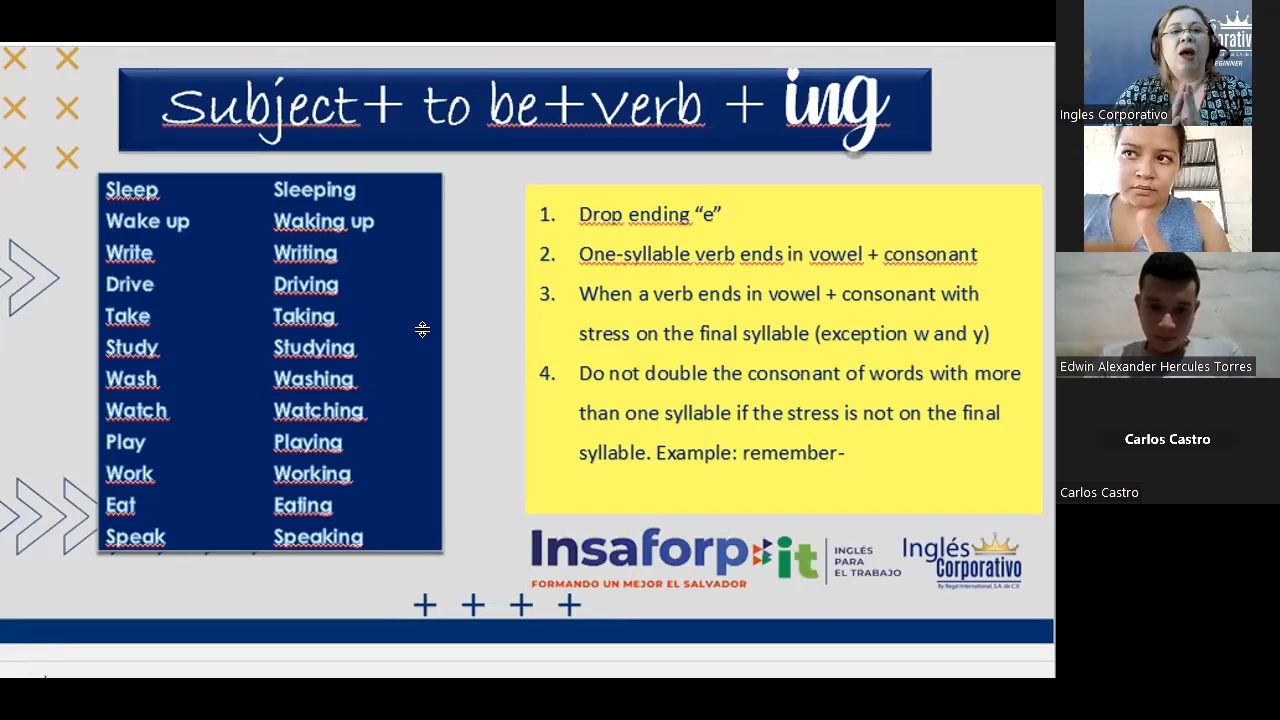 Subject+ to be+verb + ing
Sleep Sleeping
Wake up Waking up
Write Writing
Drive Driving
Take Taking
Study Studying
Wash Washing
Watch Watching
Play Playing
Work Working
Eat Eating
Speak Speaking
1. Drop ending “e”
2. One-syllable verb ends in vowel + consonant
3. When a verb ends in vowel + consonant with
stress on the final syllable (exception w and y)
4. Do not double the consonant of words with more
than one syllable if the stress is not on the final
syllable. Example: remember-
Insaforp it
FORMANDO UN MEJOR EL SALVADOR
INGLÉS
PARA
EL TRABAJO
Inglés
Corporativo
By Regal International, S.A. de C.V.
Ingles Corporativo
Edwin Alexander Hercules Torres
Carlos Castro
Carlos Castro